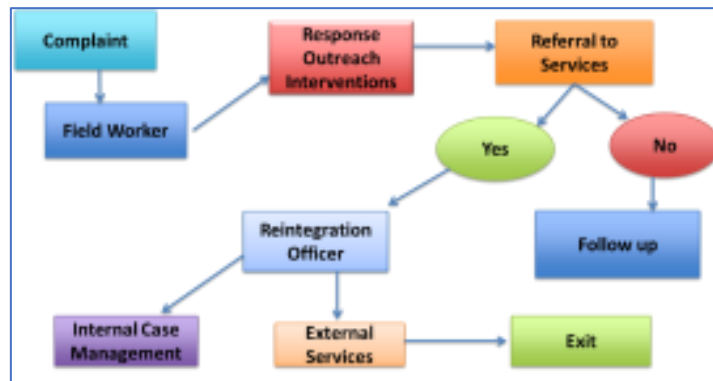 Complaint
Response
Outreach
Interventions
Referral to
Services
Field Worker
Yes
No
Reintegration
Officer
Follow up
Internal Case
Management
External
Services
Exit